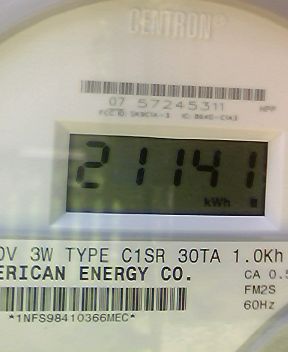 CENTRON®
07 57245311
21141
kWh
0V 3W TYPE C1SR 30TA 1.0Kh
ERICAN ENERGY CO.
CA 0.5
FM2S
60Hz
*1NFS98410366MEC*